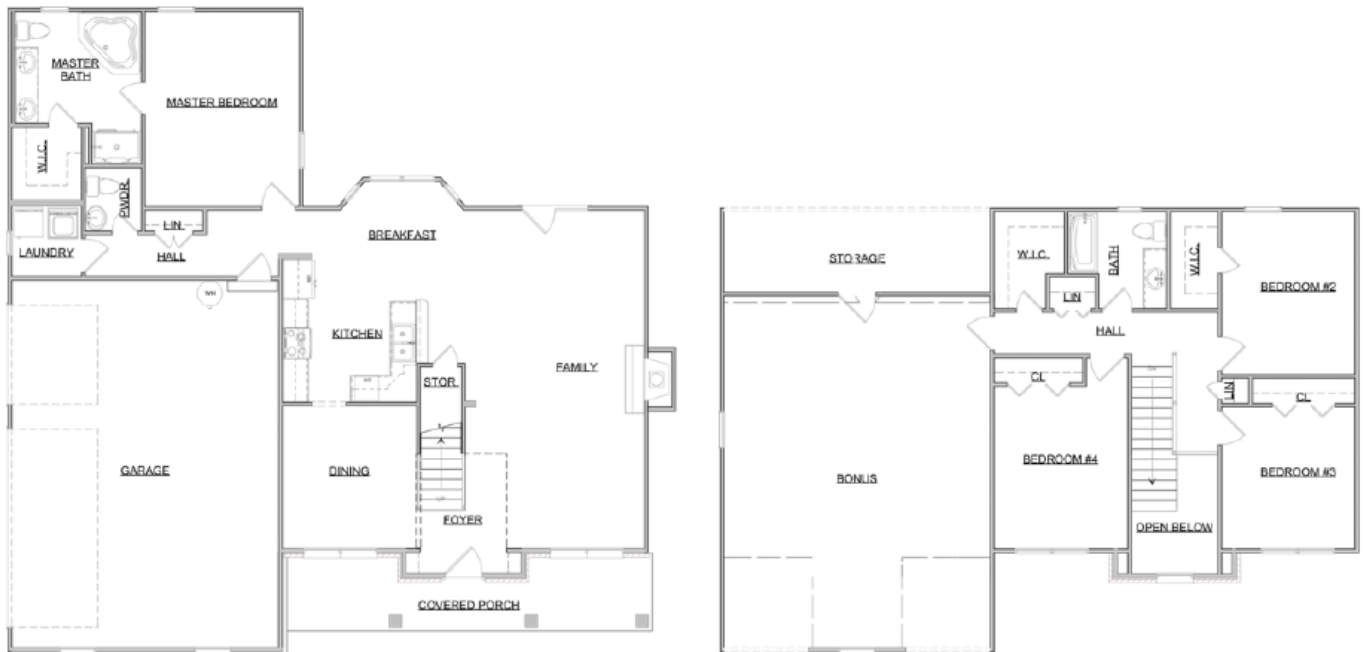 MASTER
BATH
MASTER BEDROOM
W.I.C.
PWDR.
LIN
LAUNDRY
HALL
BREAKFAST
WH
KITCHEN
STOR.
FAMILY
GARAGE
DINING
FOYER
COVERED PORCH
STORAGE
W.I.C.
BATH
W.I.C.
LIN
BEDROOM #2
HALL
CL
LIN
CL
BEDROOM #4
BEDROOM #3
BONUS
OPEN BELOW